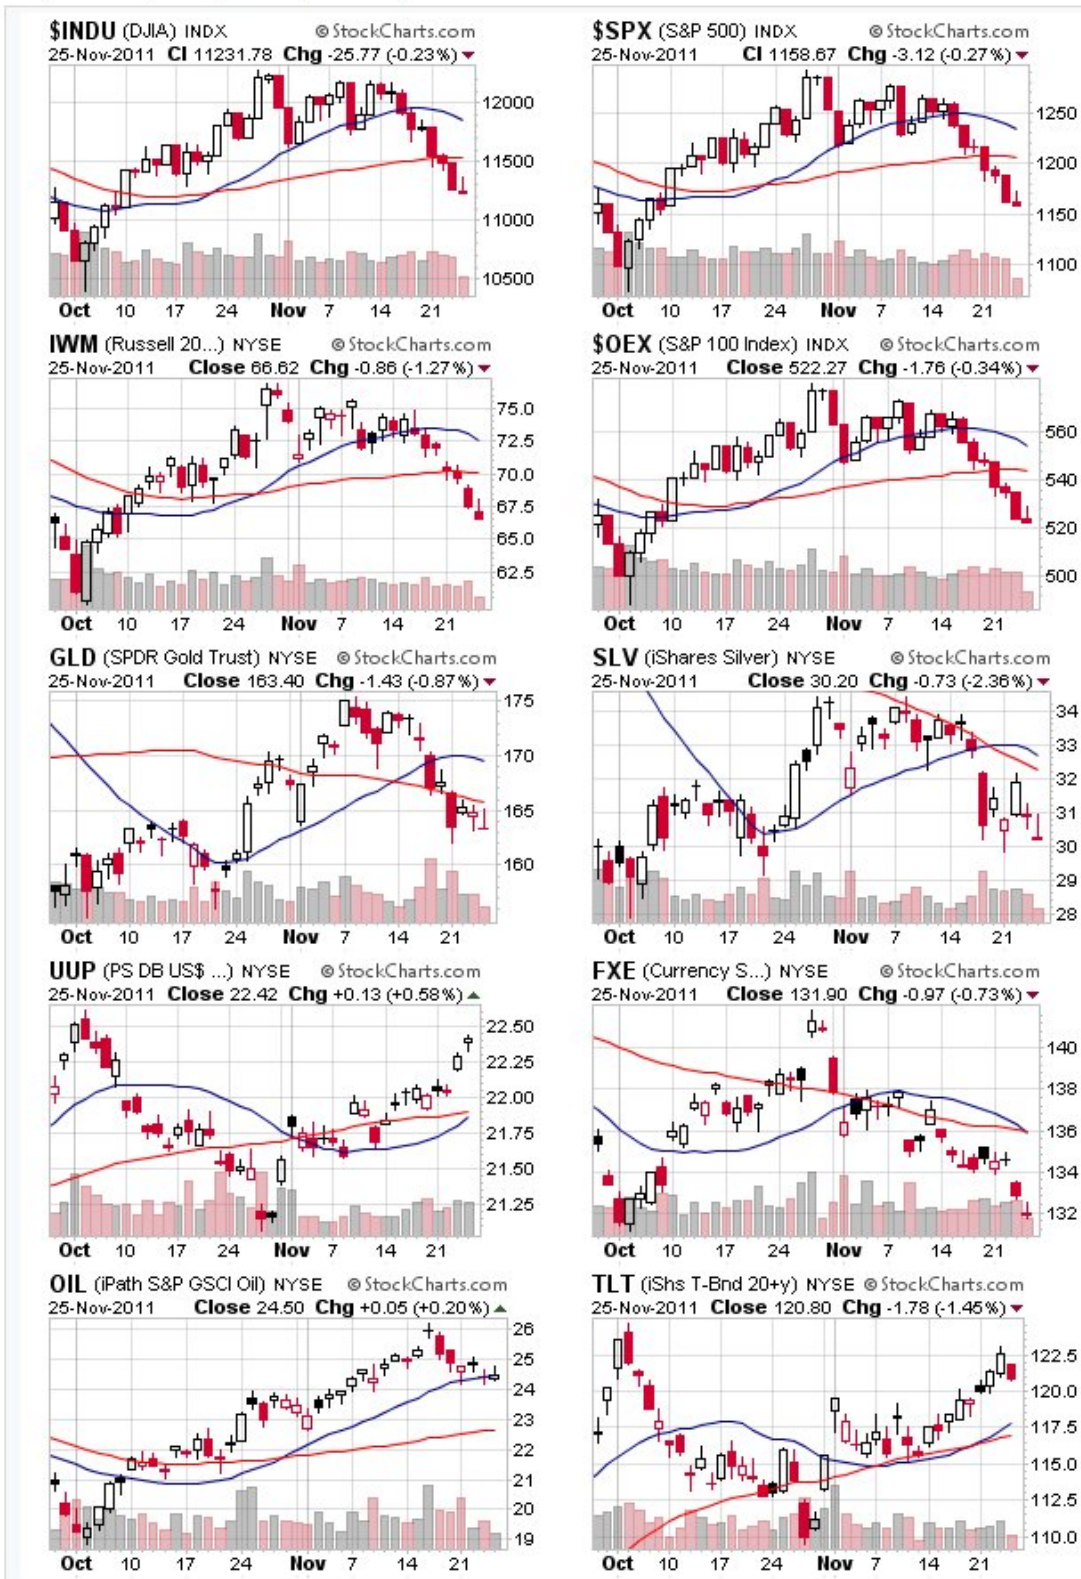 $INDU (DJIA) INDX © StockCharts.com
25-Nov-2011 Cl 11231.78 Chg -25.77 (-0.23%)
12000
11500
11000
10500
Oct 10 17 24 Nov 7 14 21
$SPX (S&P 500) INDX © StockCharts.com
25-Nov-2011 Cl 1158.67 Chg -3.12 (-0.27%)
1250
1200
1150
1100
Oct 10 17 24 Nov 7 14 21
IWM (Russell 20...) NYSE © StockCharts.com
25-Nov-2011 Close 66.62 Chg -0.86 (-1.27%)
75.0
72.5
70.0
67.5
65.0
62.5
Oct 10 17 24 Nov 7 14 21
$OEX (S&P 100 Index) INDX © StockCharts.com
25-Nov-2011 Close 522.27 Chg -1.76 (-0.34%)
560
540
520
500
Oct 10 17 24 Nov 7 14 21
GLD (SPDR Gold Trust) NYSE © StockCharts.com
25-Nov-2011 Close 163.40 Chg -1.43 (-0.87%)
175
170
165
160
Oct 10 17 24 Nov 7 14 21
SLV (iShares Silver) NYSE © StockCharts.com
25-Nov-2011 Close 30.20 Chg -0.73 (-2.36%)
34
33
32
31
30
29
28
Oct 10 17 24 Nov 7 14 21
UUP (PS DB US$ ...) NYSE © StockCharts.com
25-Nov-2011 Close 22.42 Chg +0.13 (+0.58%)
22.50
22.25
22.00
21.75
21.50
21.25
Oct 10 17 24 Nov 7 14 21
FXE (Currency S...) NYSE © StockCharts.com
25-Nov-2011 Close 131.90 Chg -0.97 (-0.73%)
140
138
136
134
132
Oct 10 17 24 Nov 7 14 21
OIL (iPath S&P GSCI Oil) NYSE © StockCharts.com
25-Nov-2011 Close 24.50 Chg +0.05 (+0.20%)
26
25
24
23
22
21
20
19
Oct 10 17 24 Nov 7 14 21
TLT (iShs T-Bnd 20+y) NYSE © StockCharts.com
25-Nov-2011 Close 120.80 Chg -1.78 (-1.45%)
122.5
120.0
117.5
115.0
112.5
110.0
Oct 10 17 24 Nov 7 14 21